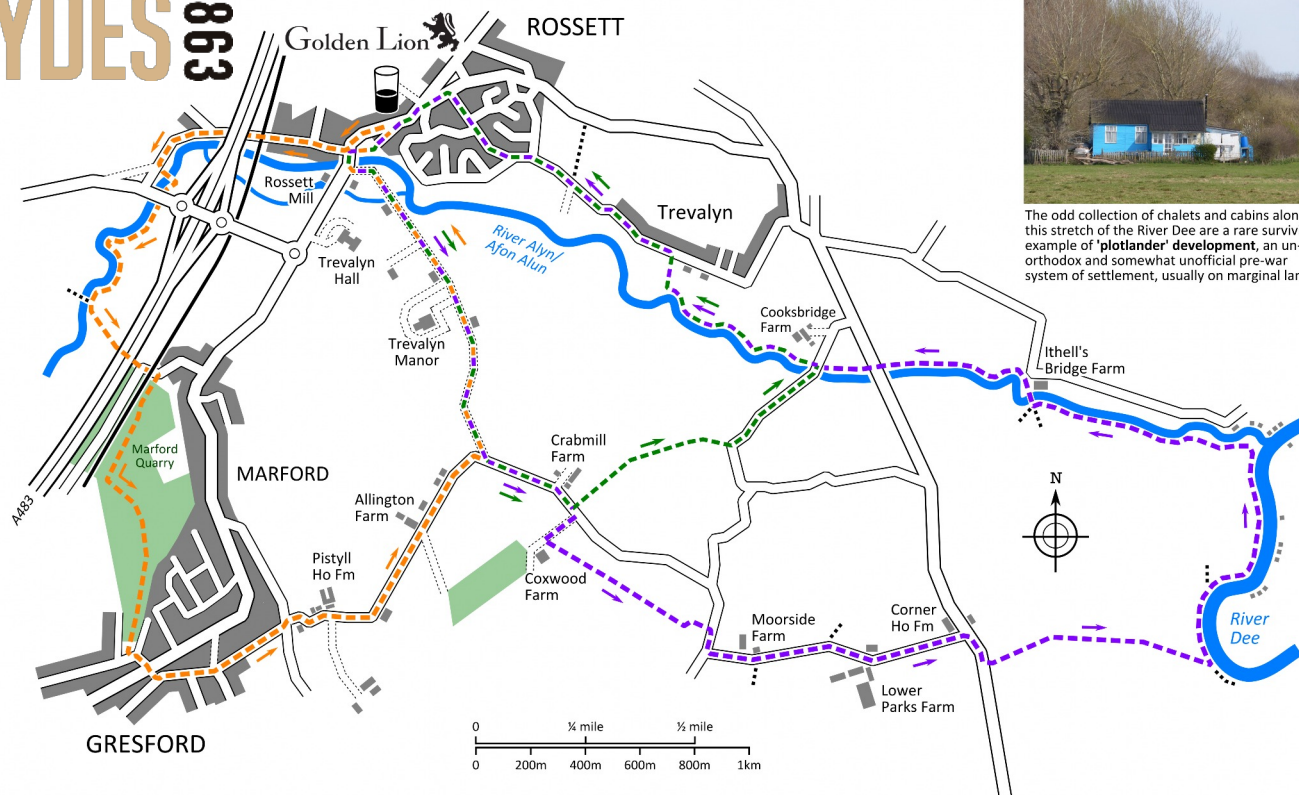 YDES
863
Golden Lion
ROSSETT
Rossett
Mill
Trevalyn
Hall
River Alyn/
Afon Alun
Trevalyn
Trevalyn
Manor
Cooksbridge
Farm
The odd collection of chalets and cabins alon
this stretch of the River Dee are a rare surviv
example of 'plotlander' development, an un-
orthodox and somewhat unofficial pre-war
system of settlement, usually on marginal lan
Ithell's
Bridge Farm
Marford
Quarry
MARFORD
A483
Crabmill
Farm
Allington
Farm
N
Pistyll
Ho Fm
Coxwood
Farm
Moorside
Farm
Corner
Ho Fm
River
Dee
Lower
Parks Farm
GRESFORD
0 ¼ mile ½ mile
0 200m 400m 600m 800m 1km